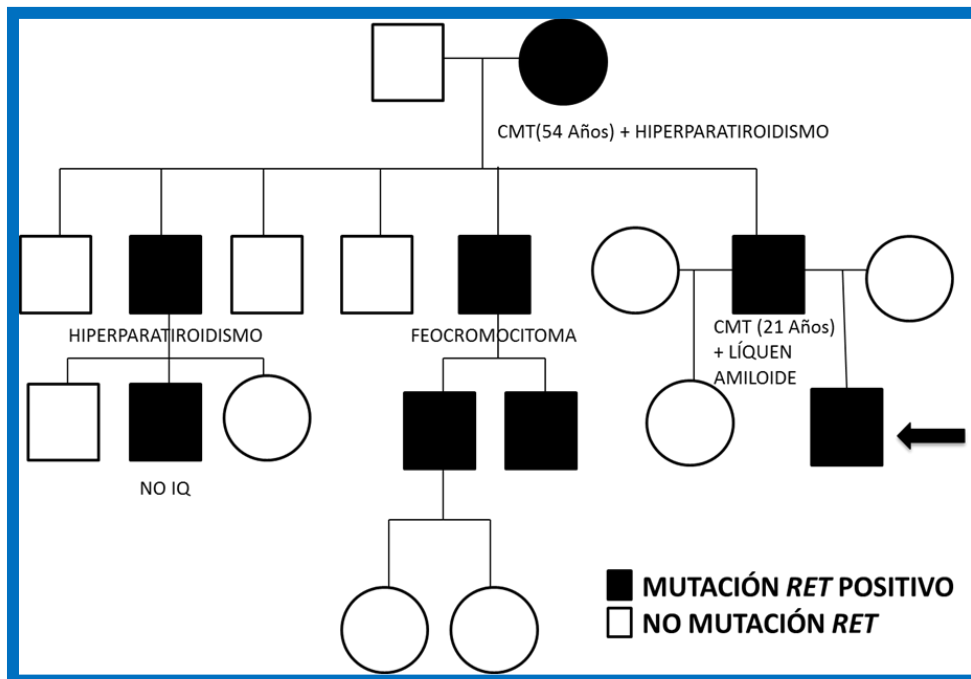 CMT(54 Años) + HIPERPARATIROIDISMO
HIPERPARATIROIDISMO
FEOCROMOCITOMA
CMT (21 Años)
+ LÍQUEN
AMILOIDE
NO IQ
MUTACIÓN RET POSITIVO
NO MUTACIÓN RET